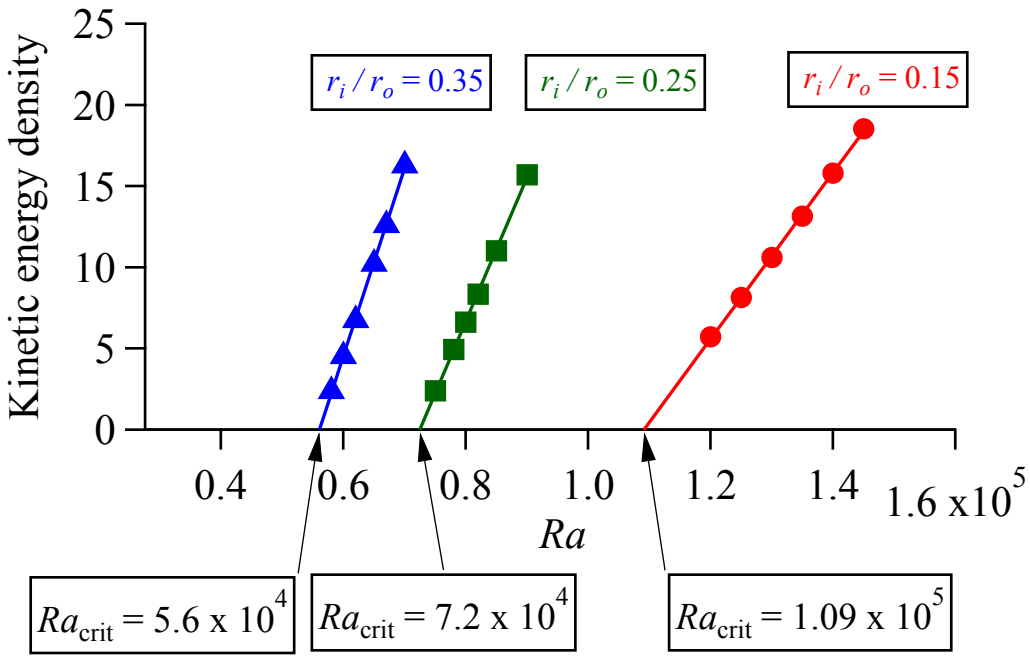 Kinetic energy density
25
20
15
10
5
0
r_i / r_o = 0.35
r_i / r_o = 0.25
r_i / r_o = 0.15
0.4
0.6
0.8
1.0
1.2
1.4
1.6 x10^5
Ra
Ra_crit = 5.6 x 10^4
Ra_crit = 7.2 x 10^4
Ra_crit = 1.09 x 10^5